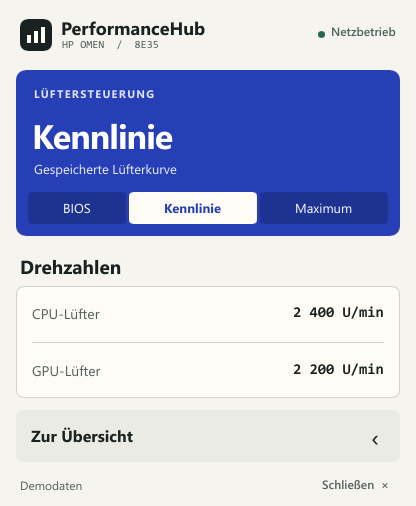 PerformanceHub
HP OMEN / 8E35
Netzbetrieb
LÜFTERSTEUERUNG
Kennlinie
Gespeicherte Lüfterkurve
BIOS Kennlinie Maximum
Drehzahlen
CPU-Lüfter 2 400 U/min
GPU-Lüfter 2 200 U/min
Zur Übersicht ‹
Demodaten Schließen ×